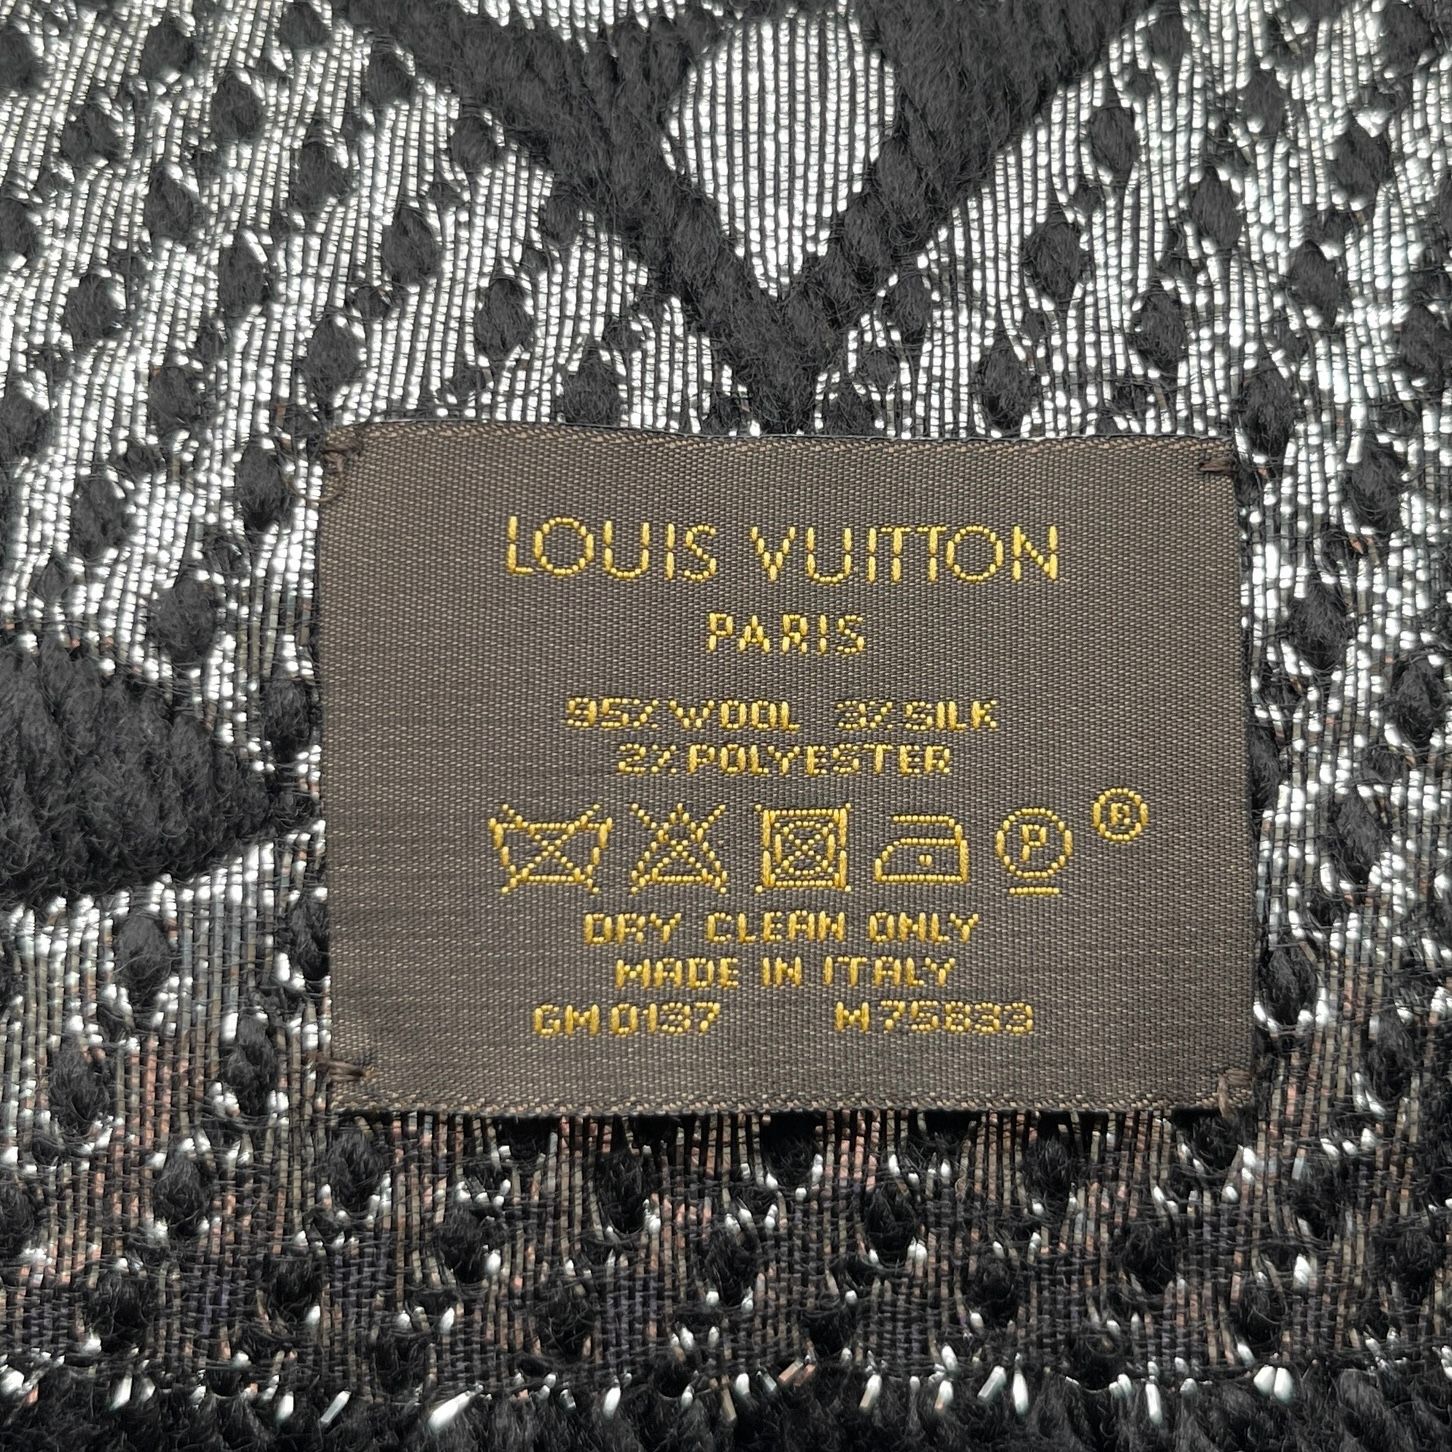 LOUIS VUITTON
PARIS
95% WOOL 3% SILK
2% POLYESTER
P ®
DRY CLEAN ONLY
MADE IN ITALY
GM0137 M75833